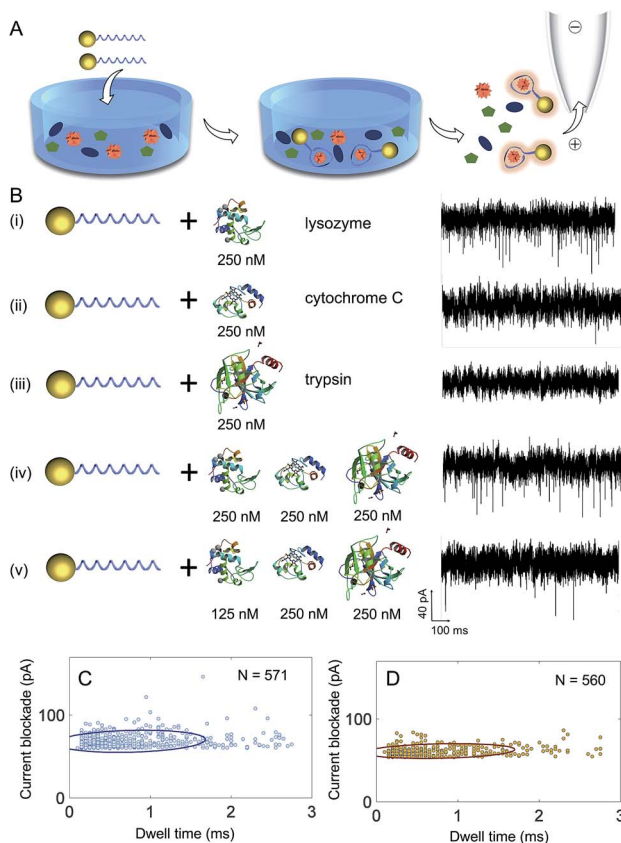 A
B
(i)
+
lysozyme
250 nM
(ii)
+
cytochrome C
250 nM
(iii)
+
trypsin
250 nM
(iv)
+
250 nM 250 nM 250 nM
(v)
+
125 nM 250 nM 250 nM
40 pA
100 ms
C
N = 571
Current blockade (pA)
100
0
0 1 2 3
Dwell time (ms)
D
N = 560
Current blockade (pA)
100
0
0 1 2 3
Dwell time (ms)